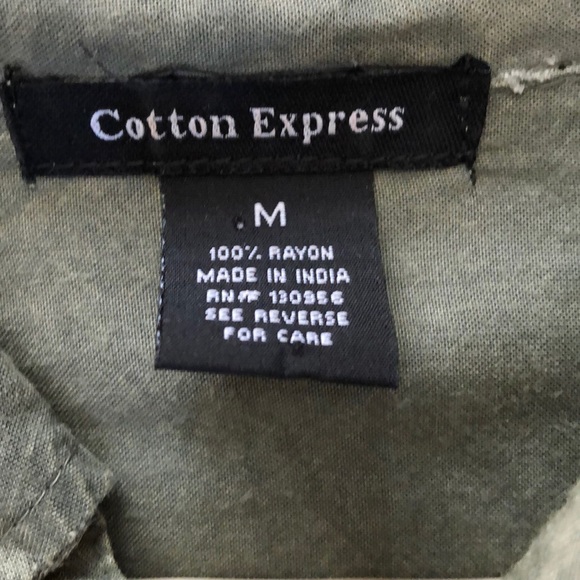 Cotton Express
M
100% RAYON
MADE IN INDIA
RN# 130956
SEE REVERSE
FOR CARE